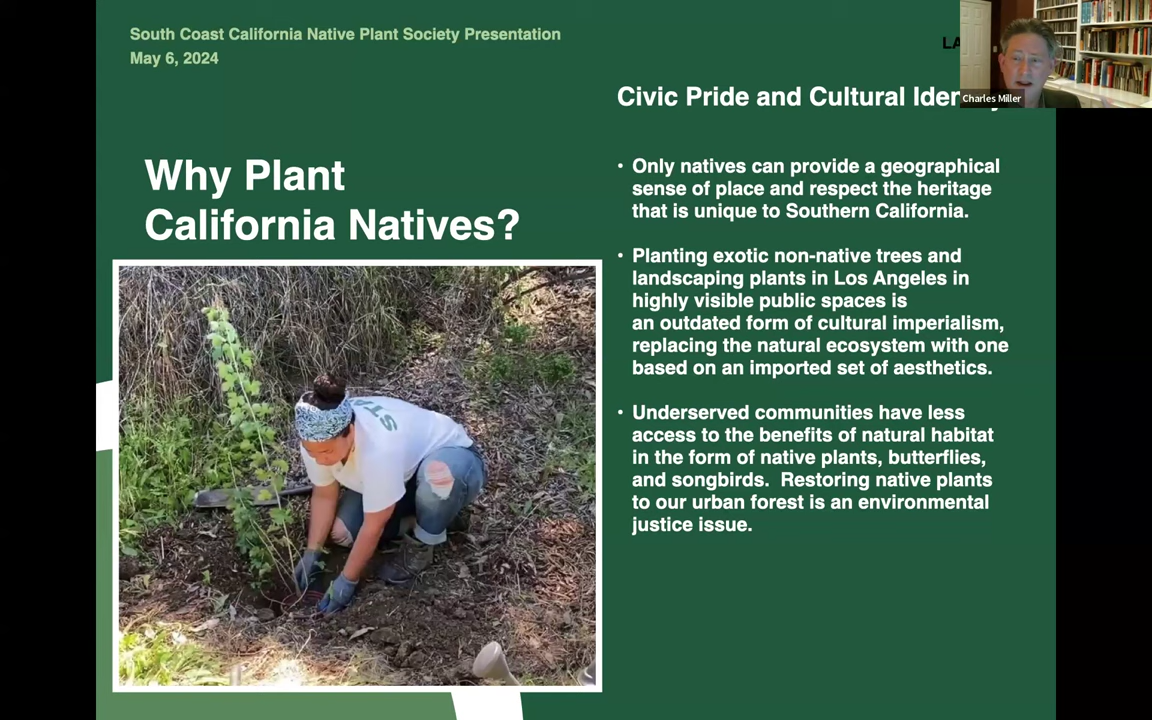 South Coast California Native Plant Society Presentation
May 6, 2024
LA
Charles Miller
Civic Pride and Cultural
Why Plant
California Natives?
Only natives can provide a geographical
sense of place and respect the heritage
that is unique to Southern California.
Planting exotic non-native trees and
landscaping plants in Los Angeles in
highly visible public spaces is
an outdated form of cultural imperialism,
replacing the natural ecosystem with one
based on an imported set of aesthetics.
Underserved communities have less
access to the benefits of natural habitat
in the form of native plants, butterflies,
and songbirds.  Restoring native plants
to our urban forest is an environmental
justice issue.